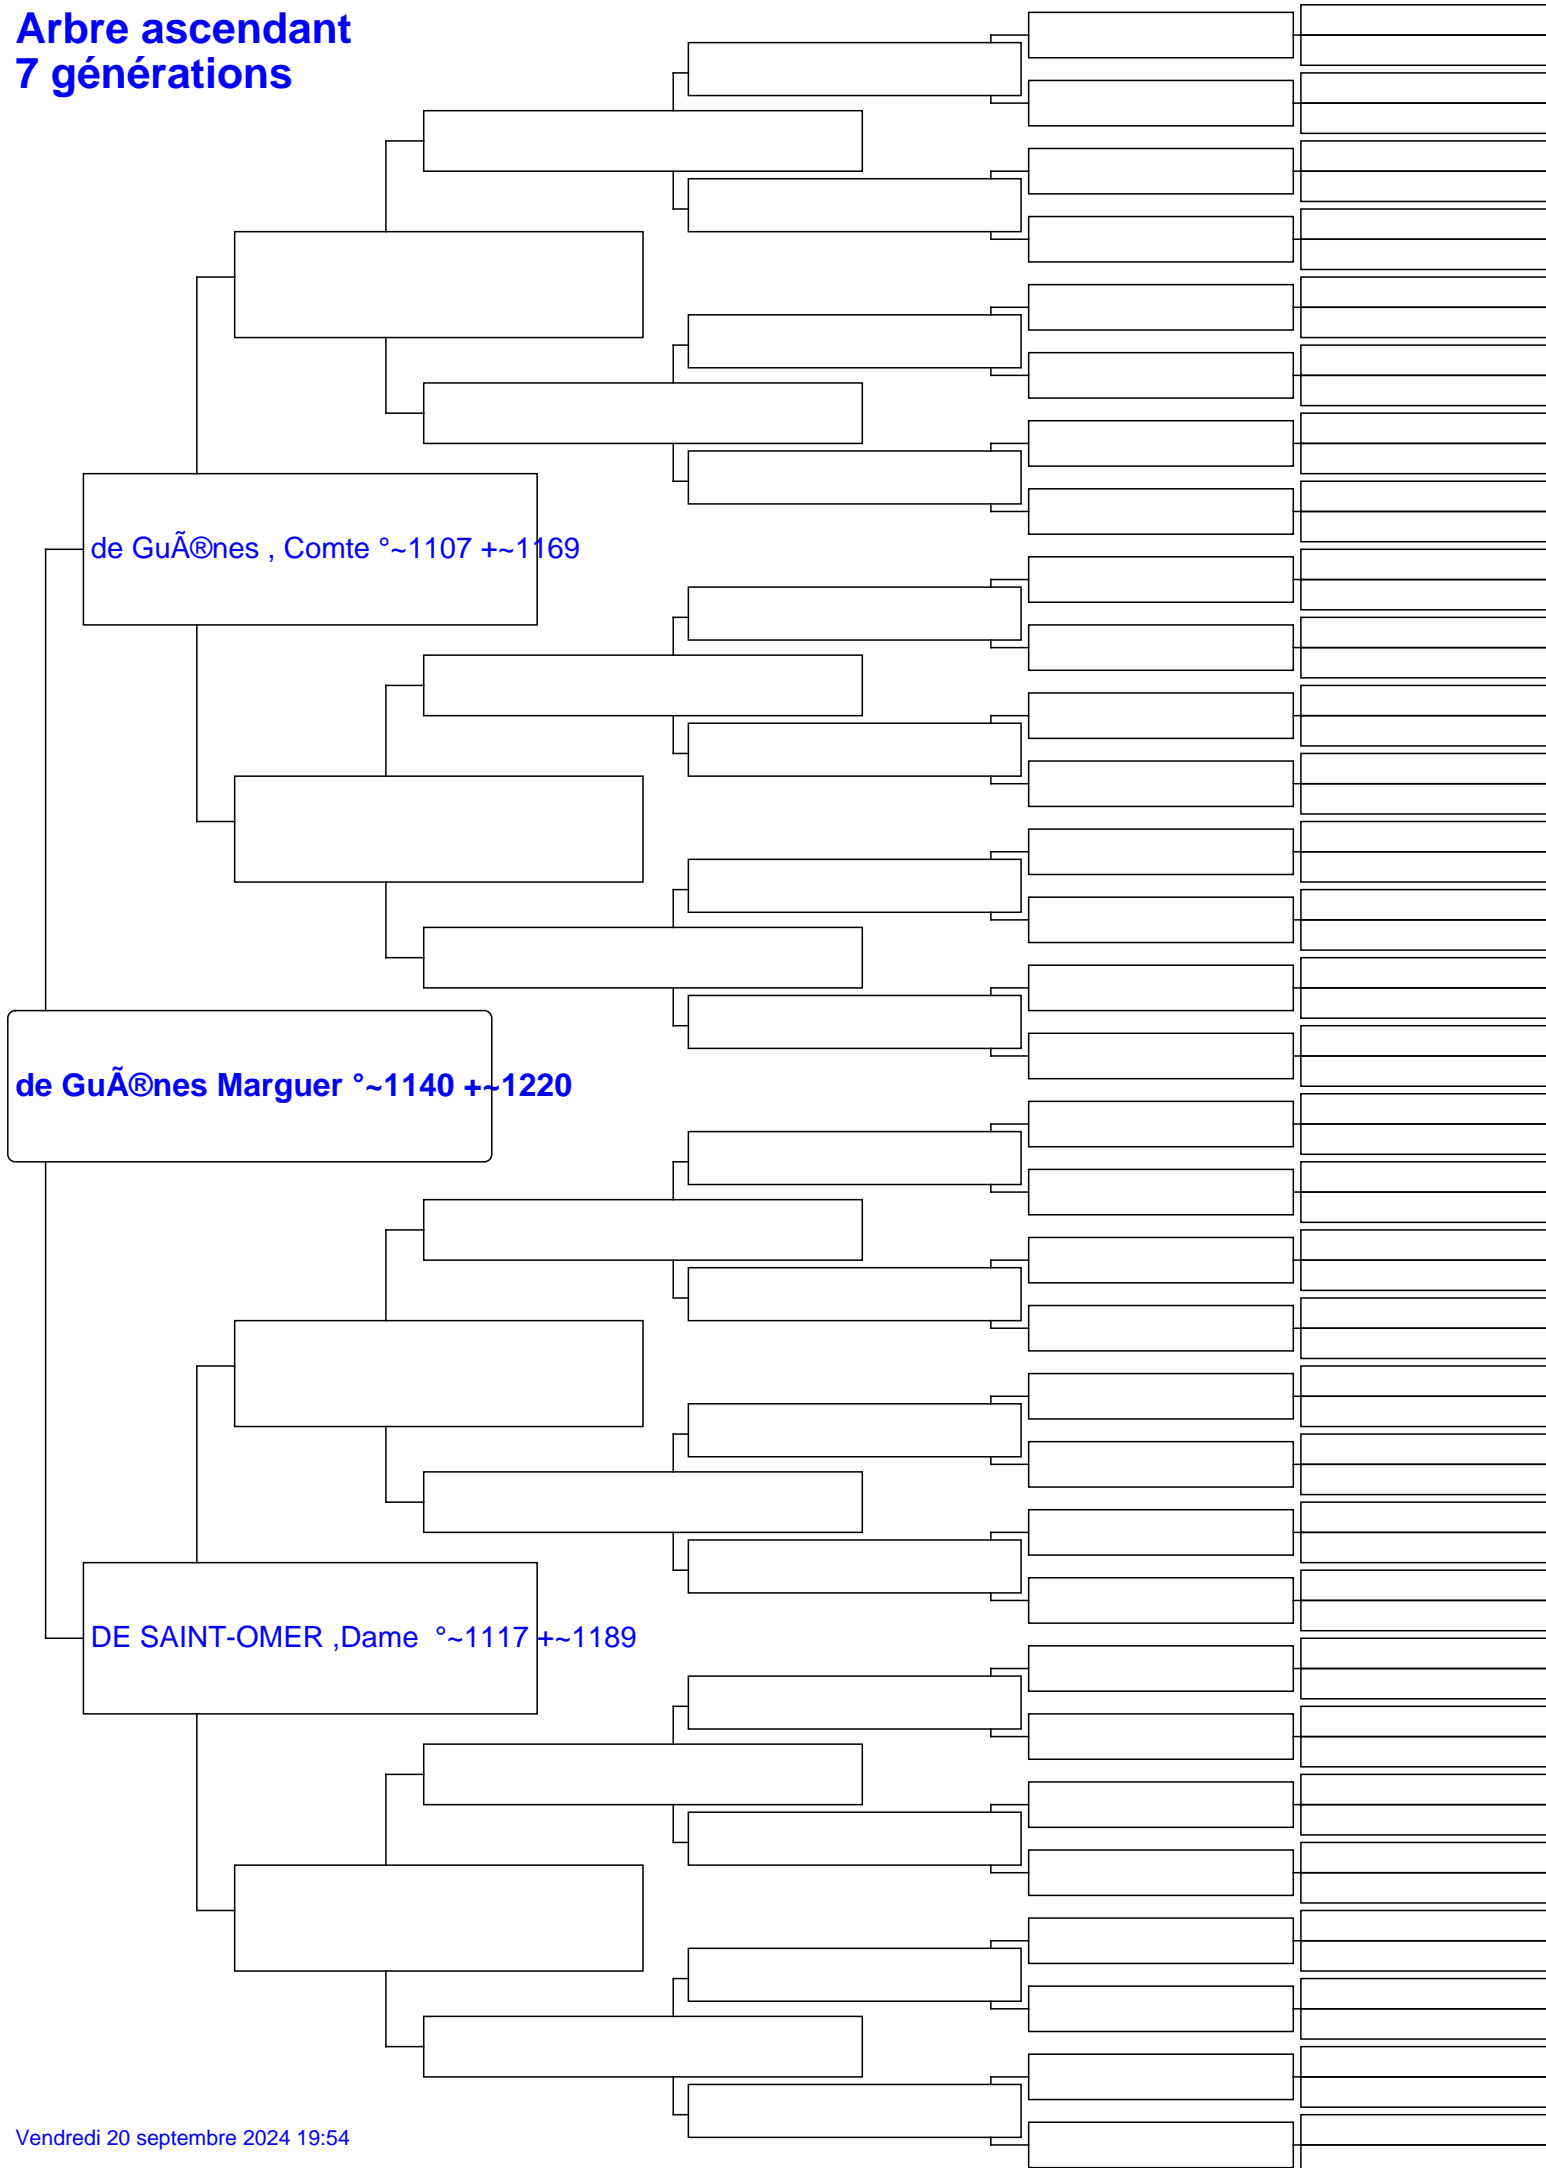 Arbre ascendant
7 générations
de GuÃ®nes , Comte °~1107 +~1169
de GuÃ®nes Marguer °~1140 +~1220
DE SAINT-OMER ,Dame  °~1117 +~1189
Vendredi 20 septembre 2024 19:54